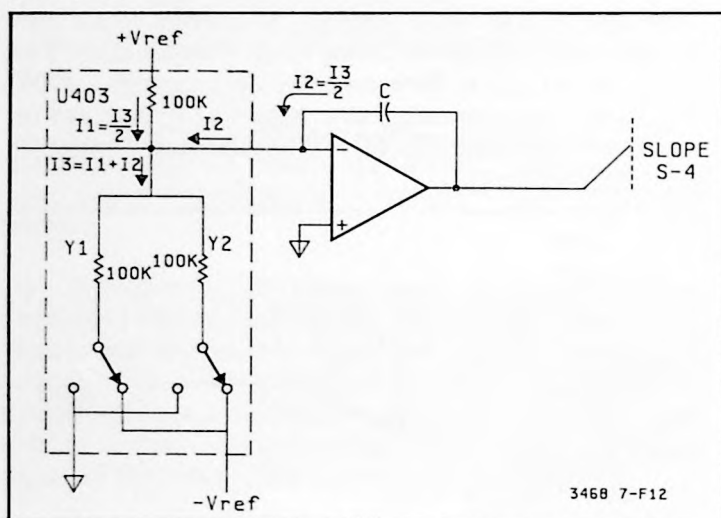 +Vref
U403
100K
I1=I3/2
I2
I2=I3/2
C
I3=I1+I2
−
+
SLOPE
S-4
Y1
100K
100K
Y2
-Vref
3468 7-F12